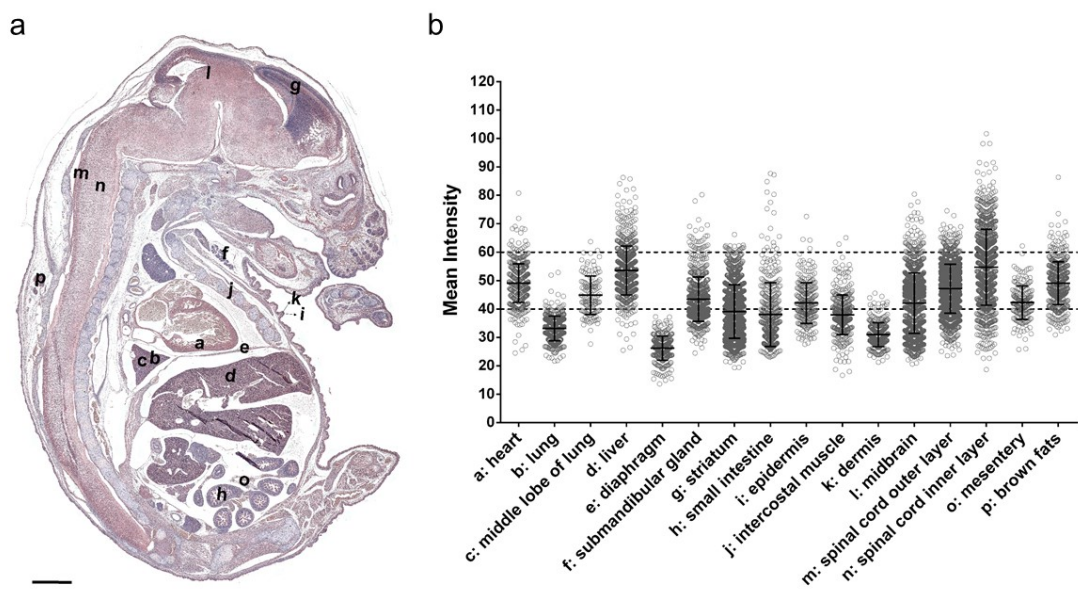 a
b
l
g
m
n
f
p
j
k
i
a
e
c
b
d
o
h
Mean Intensity
120
110
100
90
80
70
60
50
40
30
20
10
0
a: heart
b: lung
c: middle lobe of lung
d: liver
e: diaphragm
f: submandibular gland
g: striatum
h: small intestine
i: epidermis
j: intercostal muscle
k: dermis
l: midbrain
m: spinal cord outer layer
n: spinal cord inner layer
o: mesentery
p: brown fats